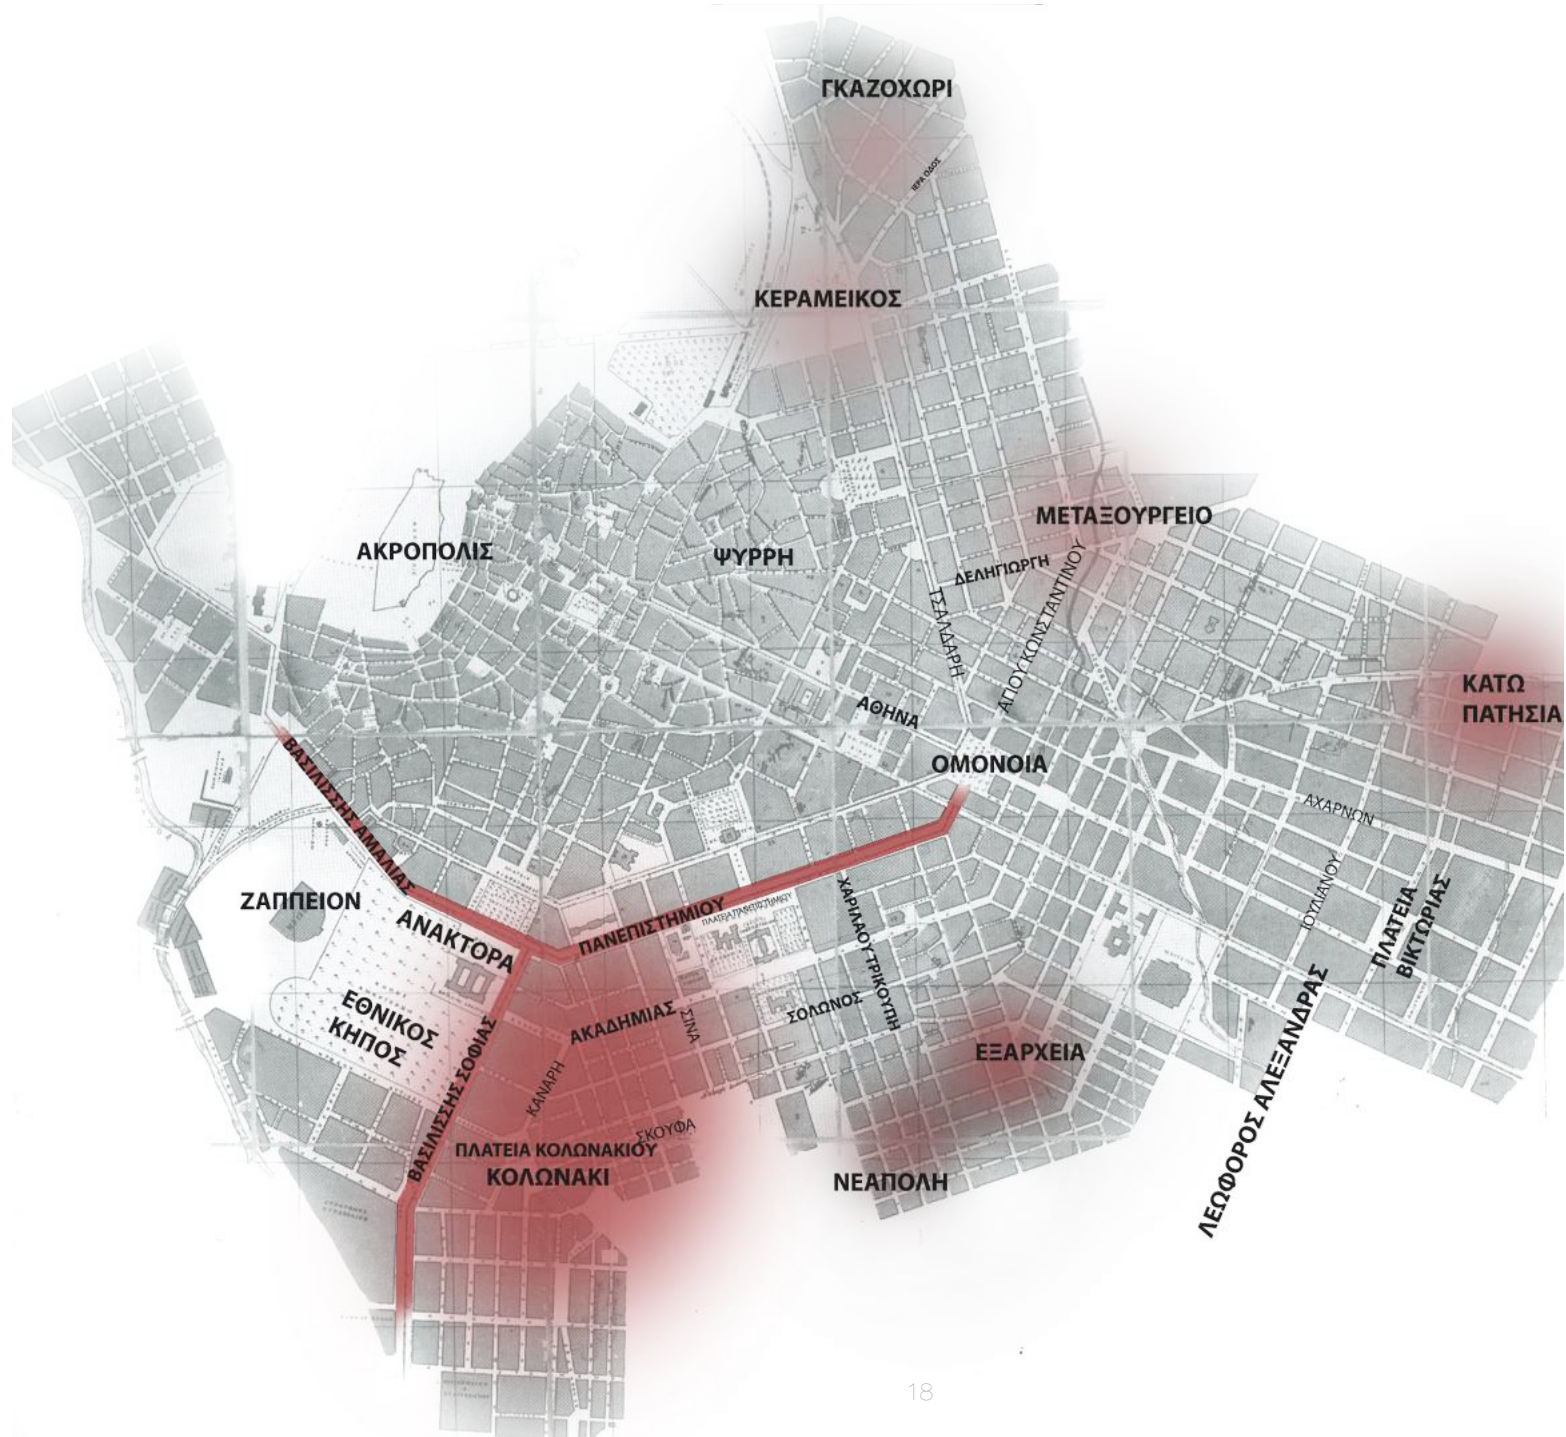 ΓΚΑΖΟΧΩΡΙ
ΙΕΡΑ ΟΔΟΣ
ΚΕΡΑΜΕΙΚΟΣ
ΜΕΤΑΞΟΥΡΓΕΙΟ
ΑΚΡΟΠΟΛΙΣ
ΨΥΡΡΗ
ΔΕΛΗΓΙΩΡΓΗ
ΤΣΑΛΔΑΡΗ
ΑΓΙΟΥ ΚΩΝΣΤΑΝΤΙΝΟΥ
ΚΑΤΩ
ΠΑΤΗΣΙΑ
ΑΘΗΝΑ
ΟΜΟΝΟΙΑ
ΒΑΣΙΛΙΣΣΗΣ ΑΜΑΛΙΑΣ
ΑΧΑΡΝΩΝ
ΙΟΥΛΙΑΝΟΥ
ΠΛΑΤΕΙΑ
ΒΙΚΤΩΡΙΑΣ
ΖΑΠΠΕΙΟΝ
ΑΝΑΚΤΟΡΑ
ΠΑΝΕΠΙΣΤΗΜΙΟΥ
ΠΛΑΤΕΙΑ ΠΑΝΕΠΙΣΤΗΜΙΟΥ
ΧΑΡΙΛΑΟΥ ΤΡΙΚΟΥΠΗ
ΕΘΝΙΚΟΣ
ΚΗΠΟΣ
ΒΑΣΙΛΙΣΣΗΣ ΣΟΦΙΑΣ
ΑΚΑΔΗΜΙΑΣ
ΣΙΝΑ
ΣΟΛΩΝΟΣ
ΕΞΑΡΧΕΙΑ
ΚΑΝΑΡΗ
ΣΚΟΥΦΑ
ΠΛΑΤΕΙΑ ΚΟΛΩΝΑΚΙΟΥ
ΚΟΛΩΝΑΚΙ
ΝΕΑΠΟΛΗ
ΛΕΩΦΟΡΟΣ ΑΛΕΞΑΝΔΡΑΣ
18